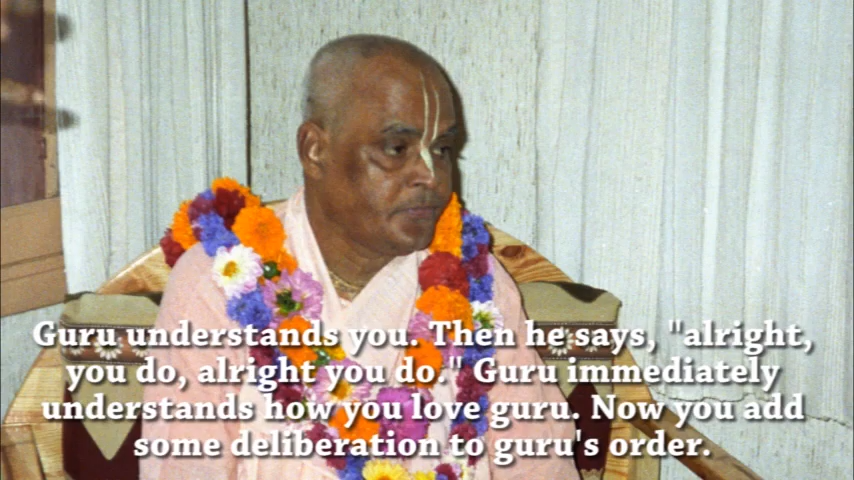 Guru understands you. Then he says, "alright,
you do, alright you do." Guru immediately
understands how you love guru. Now you add
some deliberation to guru's order.